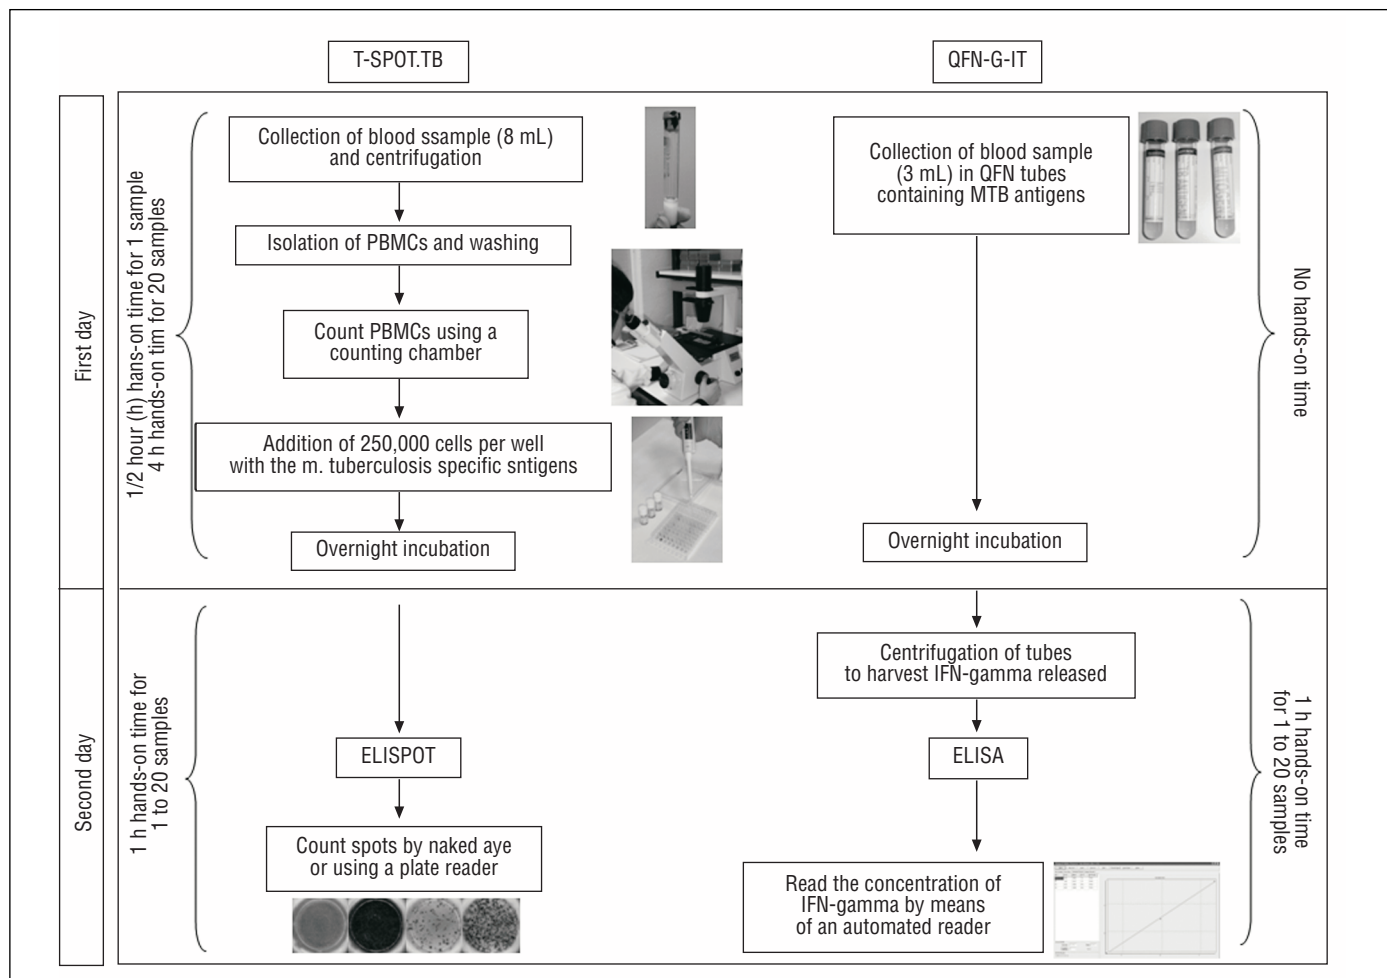 T-SPOT.TB
QFN-G-IT
First day
1/2 hour (h) hans-on time for 1 sample
4 h hands-on tim for 20 samples
Collection of blood ssample (8 mL)
and centrifugation
Isolation of PBMCs and washing
Count PBMCs using a
counting chamber
Addition of 250,000 cells per well
with the m. tuberculosis specific sntigens
Overnight incubation
Collection of blood sample
(3 mL) in QFN tubes
containing MTB antigens
Overnight incubation
No hands-on time
Second day
1 h hands-on time for
1 to 20 samples
ELISPOT
Count spots by naked aye
or using a plate reader
Centrifugation of tubes
to harvest IFN-gamma released
ELISA
Read the concentration of
IFN-gamma by means
of an automated reader
1 h hands-on time
for 1 to 20 samples